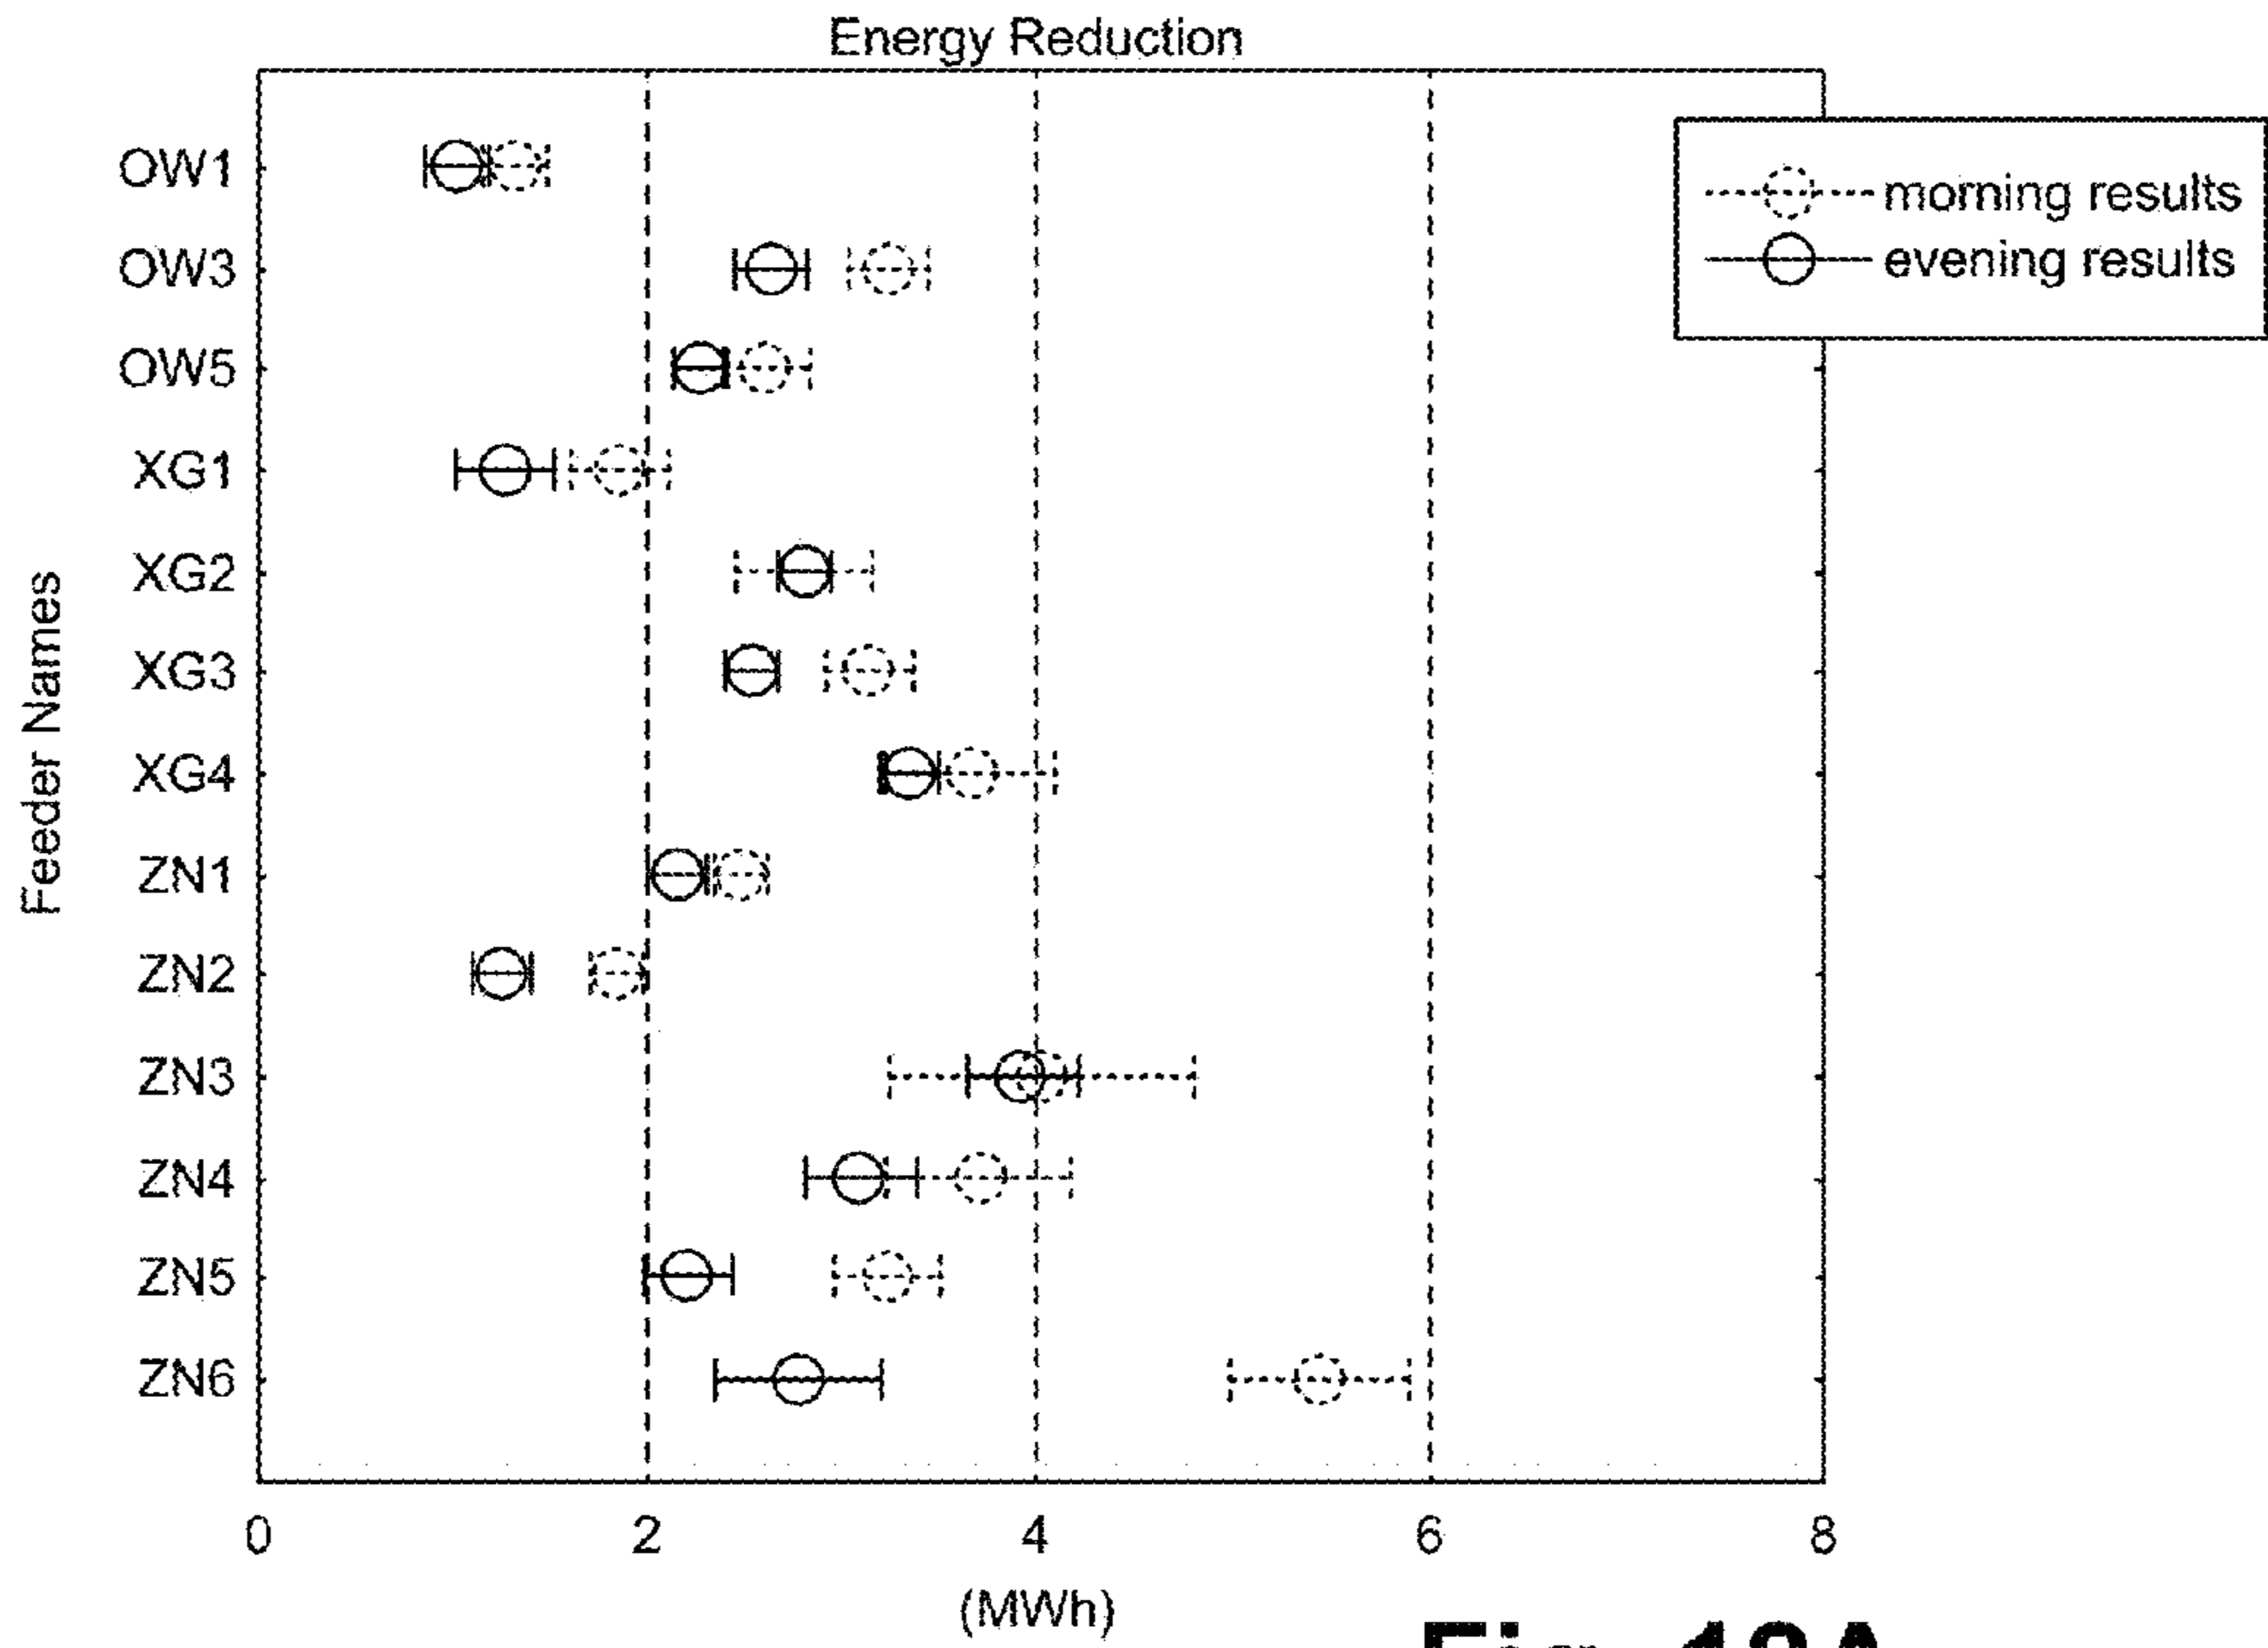 Energy Reduction
OW1
OW3
OW5
XG1
XG2
XG3
XG4
ZN1
ZN2
ZN3
ZN4
ZN5
ZN6
Feeder Names
morning results
evening results
0 2 4 6 8
(MWh)